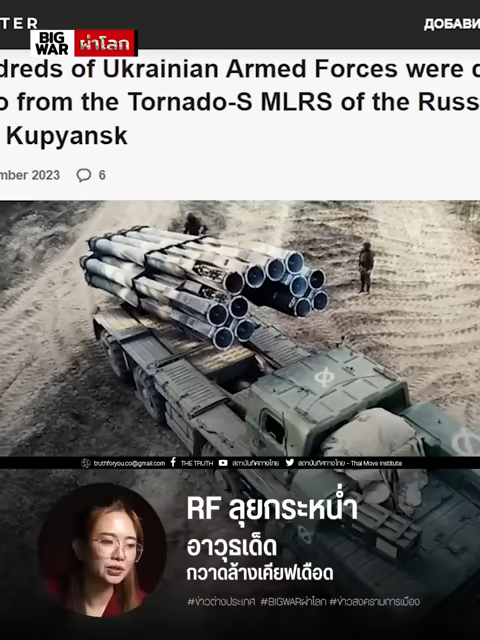 TER
ДОБАВИ
BIG
WAR ผ่าโลก
dreds of Ukrainian Armed Forces were d
o from the Tornado-S MLRS of the Russ
Kupyansk
mber 2023 6
truthforyou.co@gmail.com THE TRUTH สถาบันทิศทางไทย สถาบันทิศทางไทย - Thai Move Institute
RF ลุยกระหน่ำ
อาวุธเด็ด
กวาดล้างเคียฟเดือด
#ข่าวต่างประเทศ #BIGWARผ่าโลก #ข่าวสงครามการเมือง